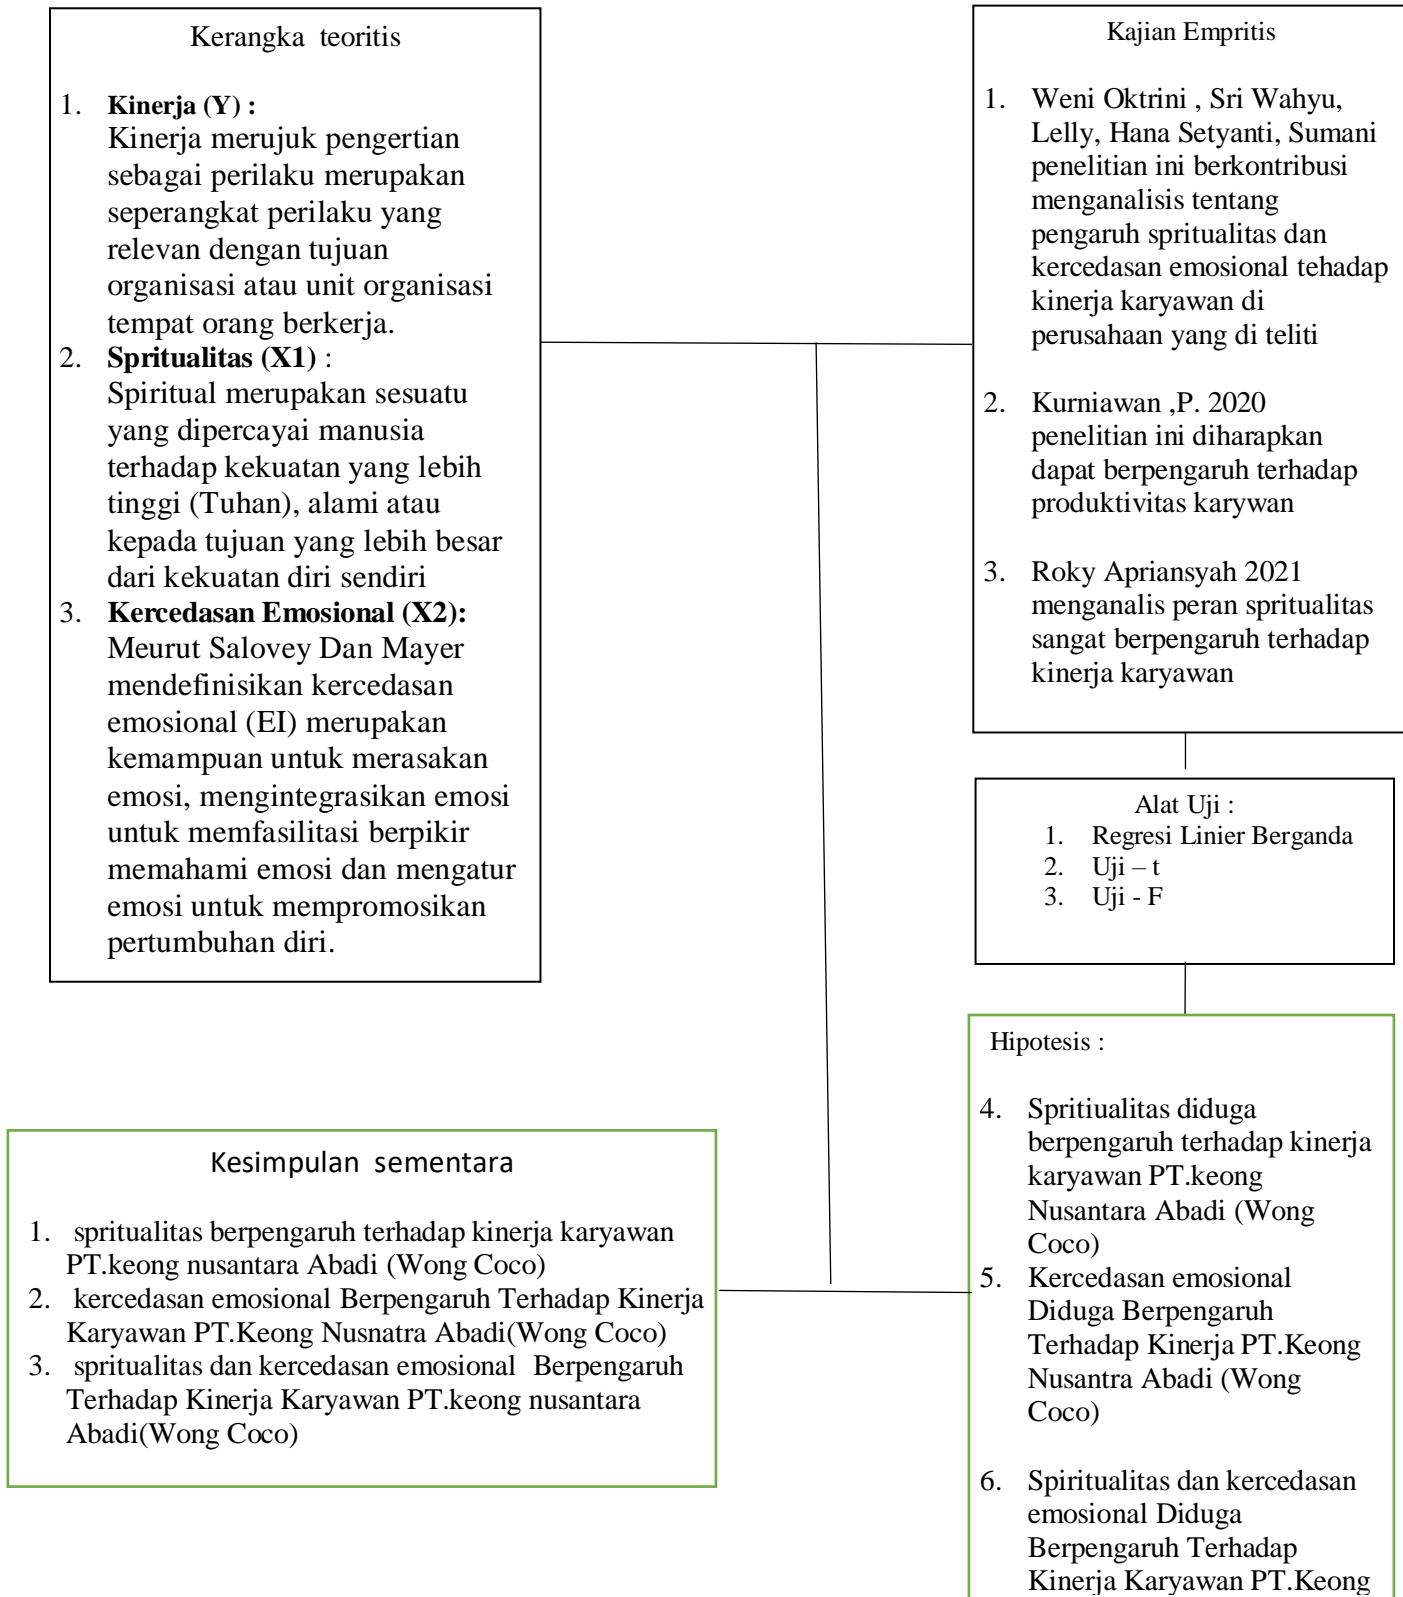 Kerangka teoritis
1. Kinerja (Y) :
Kinerja merujuk pengertian
sebagai perilaku merupakan
seperangkat perilaku yang
relevan dengan tujuan
organisasi atau unit organisasi
tempat orang berkerja.
2. Spritualitas (X1) :
Spiritual merupakan sesuatu
yang dipercayai manusia
terhadap kekuatan yang lebih
tinggi (Tuhan), alami atau
kepada tujuan yang lebih besar
dari kekuatan diri sendiri
3. Kercedasan Emosional (X2):
Meurut Salovey Dan Mayer
mendefinisikan kercedasan
emosional (EI) merupakan
kemampuan untuk merasakan
emosi, mengintegrasikan emosi
untuk memfasilitasi berpikir
memahami emosi dan mengatur
emosi untuk mempromosikan
pertumbuhan diri.
Kajian Empritis
1. Weni Oktrini , Sri Wahyu,
Lelly, Hana Setyanti, Sumani
penelitian ini berkontribusi
menganalisis tentang
pengaruh spritualitas dan
kercedasan emosional tehadap
kinerja karyawan di
perusahaan yang di teliti
2. Kurniawan ,P. 2020
penelitian ini diharapkan
dapat berpengaruh terhadap
produktivitas karywan
3. Roky Apriansyah 2021
menganalis peran spritualitas
sangat berpengaruh terhadap
kinerja karyawan
Alat Uji :
1. Regresi Linier Berganda
2. Uji – t
3. Uji - F
Hipotesis :
4. Spritiualitas diduga
berpengaruh terhadap kinerja
karyawan PT.keong
Nusantara Abadi (Wong
Coco)
5. Kercedasan emosional
Diduga Berpengaruh
Terhadap Kinerja PT.Keong
Nusantra Abadi (Wong
Coco)
6. Spiritualitas dan kercedasan
emosional Diduga
Berpengaruh Terhadap
Kinerja Karyawan PT.Keong
Kesimpulan sementara
1. spritualitas berpengaruh terhadap kinerja karyawan
PT.keong nusantara Abadi (Wong Coco)
2. kercedasan emosional Berpengaruh Terhadap Kinerja
Karyawan PT.Keong Nusnatra Abadi(Wong Coco)
3. spritualitas dan kercedasan emosional Berpengaruh
Terhadap Kinerja Karyawan PT.keong nusantara
Abadi(Wong Coco)